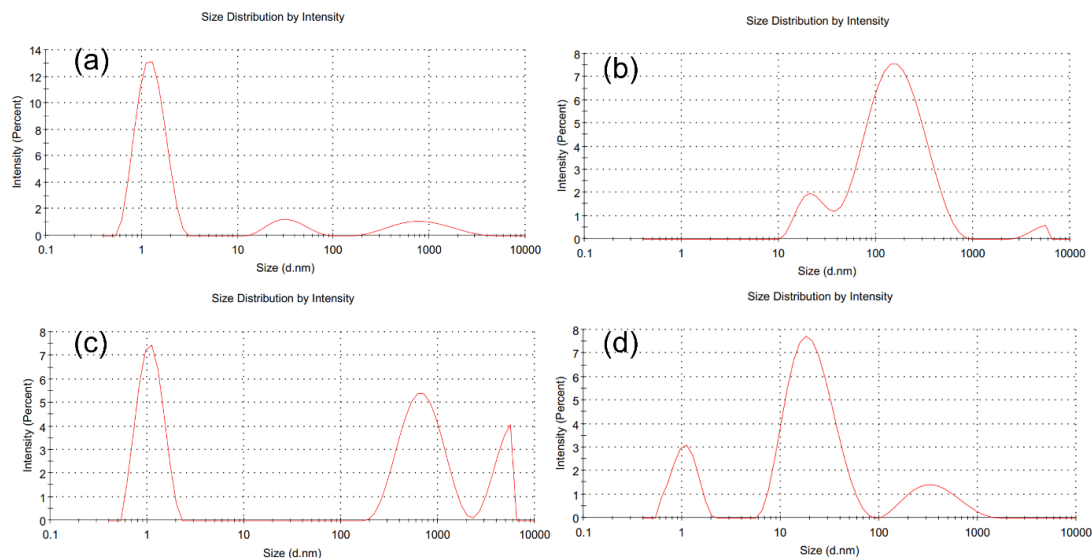 Size Distribution by Intensity
(a)
14
12
10
8
6
4
2
0
Intensity (Percent)
0.1 1 10 100 1000 10000
Size (d.nm)
Size Distribution by Intensity
(b)
8
7
6
5
4
3
2
1
0
Intensity (Percent)
0.1 1 10 100 1000 10000
Size (d.nm)
Size Distribution by Intensity
(c)
8
7
6
5
4
3
2
1
0
Intensity (Percent)
0.1 1 10 100 1000 10000
Size (d.nm)
Size Distribution by Intensity
(d)
8
7
6
5
4
3
2
1
0
Intensity (Percent)
0.1 1 10 100 1000 10000
Size (d.nm)